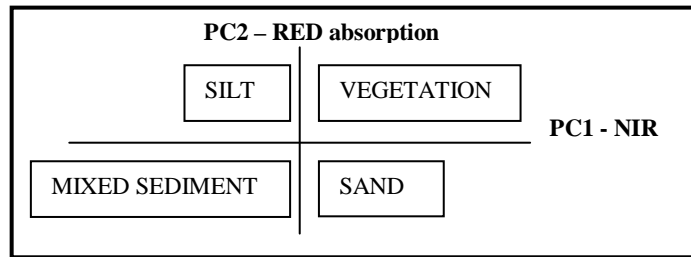 PC2 – RED absorption
SILT
VEGETATION
PC1 - NIR
MIXED SEDIMENT
SAND